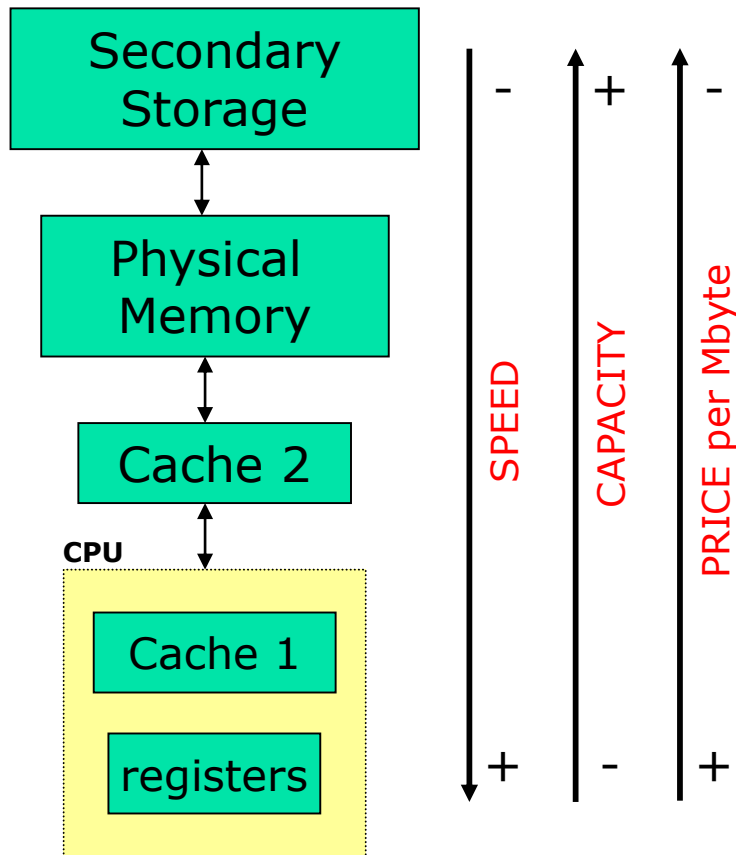 Secondary
Storage
Physical
Memory
Cache 2
CPU
Cache 1
registers
-
+
SPEED
+
-
CAPACITY
-
+
PRICE per Mbyte